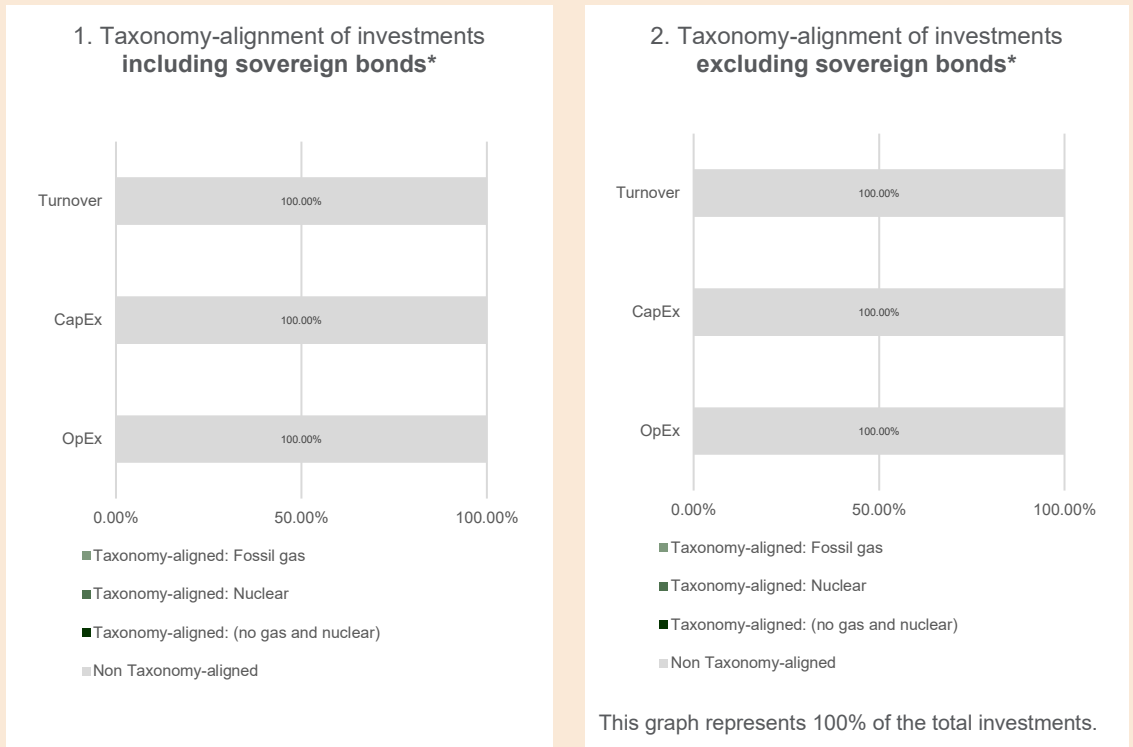 1. Taxonomy-alignment of investments
including sovereign bonds*
Turnover
100.00%
CapEx
100.00%
OpEx
100.00%
0.00% 50.00% 100.00%
Taxonomy-aligned: Fossil gas
Taxonomy-aligned: Nuclear
Taxonomy-aligned: (no gas and nuclear)
Non Taxonomy-aligned
2. Taxonomy-alignment of investments
excluding sovereign bonds*
Turnover
100.00%
CapEx
100.00%
OpEx
100.00%
0.00% 50.00% 100.00%
Taxonomy-aligned: Fossil gas
Taxonomy-aligned: Nuclear
Taxonomy-aligned: (no gas and nuclear)
Non Taxonomy-aligned
This graph represents 100% of the total investments.